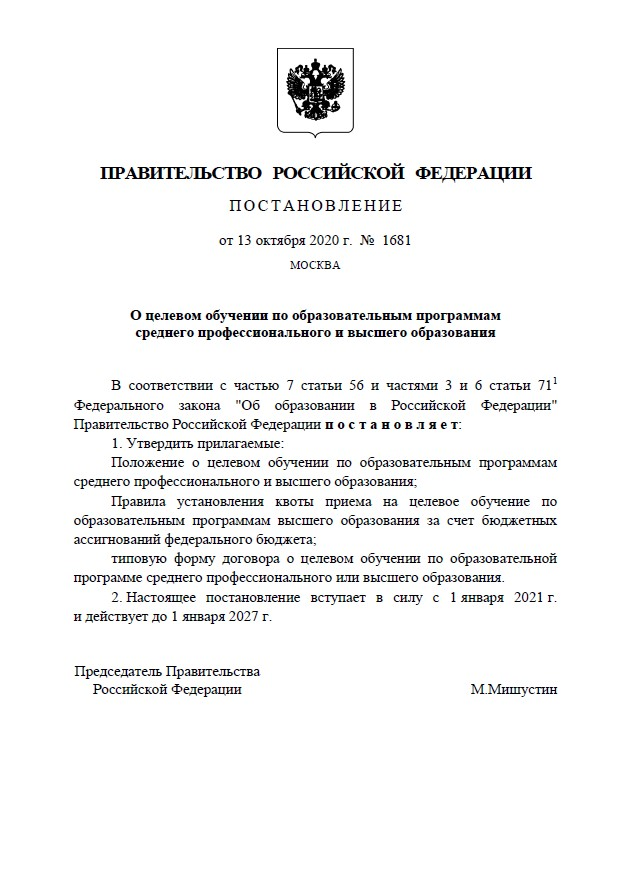 ПРАВИТЕЛЬСТВО РОССИЙСКОЙ ФЕДЕРАЦИИ
ПОСТАНОВЛЕНИЕ
от 13 октября 2020 г. № 1681
МОСКВА
О целевом обучении по образовательным программам
среднего профессионального и высшего образования
В соответствии с частью 7 статьи 56 и частями 3 и 6 статьи 71¹
Федерального закона "Об образовании в Российской Федерации"
Правительство Российской Федерации постановляет:
1. Утвердить прилагаемые:
Положение о целевом обучении по образовательным программам
среднего профессионального и высшего образования;
Правила установления квоты приема на целевое обучение по
образовательным программам высшего образования за счет бюджетных
ассигнований федерального бюджета;
типовую форму договора о целевом обучении по образовательной
программе среднего профессионального или высшего образования.
2. Настоящее постановление вступает в силу с 1 января 2021 г.
и действует до 1 января 2027 г.
Председатель Правительства
Российской Федерации М.Мишустин